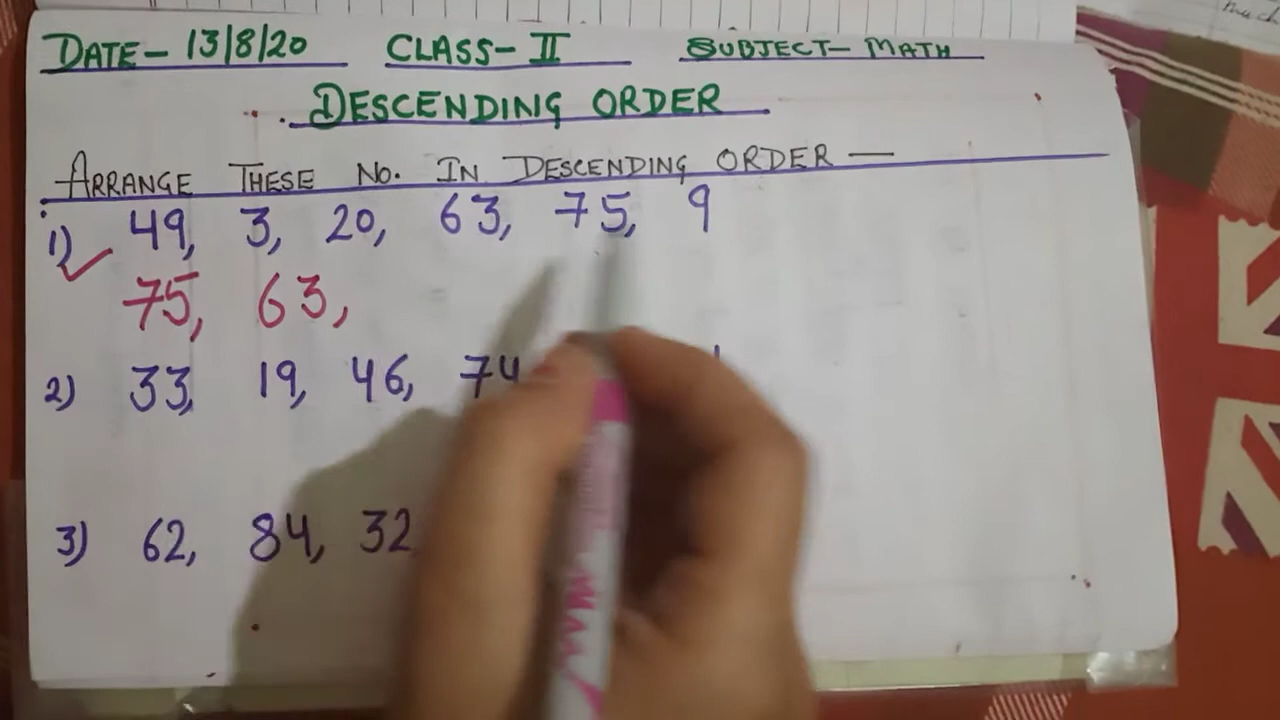 DATE- 13/8/20 CLASS- II SUBJECT- MATH
DESCENDING ORDER
ARRANGE THESE NO. IN DESCENDING ORDER —
1) 49, 3, 20, 63, 75, 9
75, 63,
2) 33, 19, 46, 74
3) 62, 84, 32